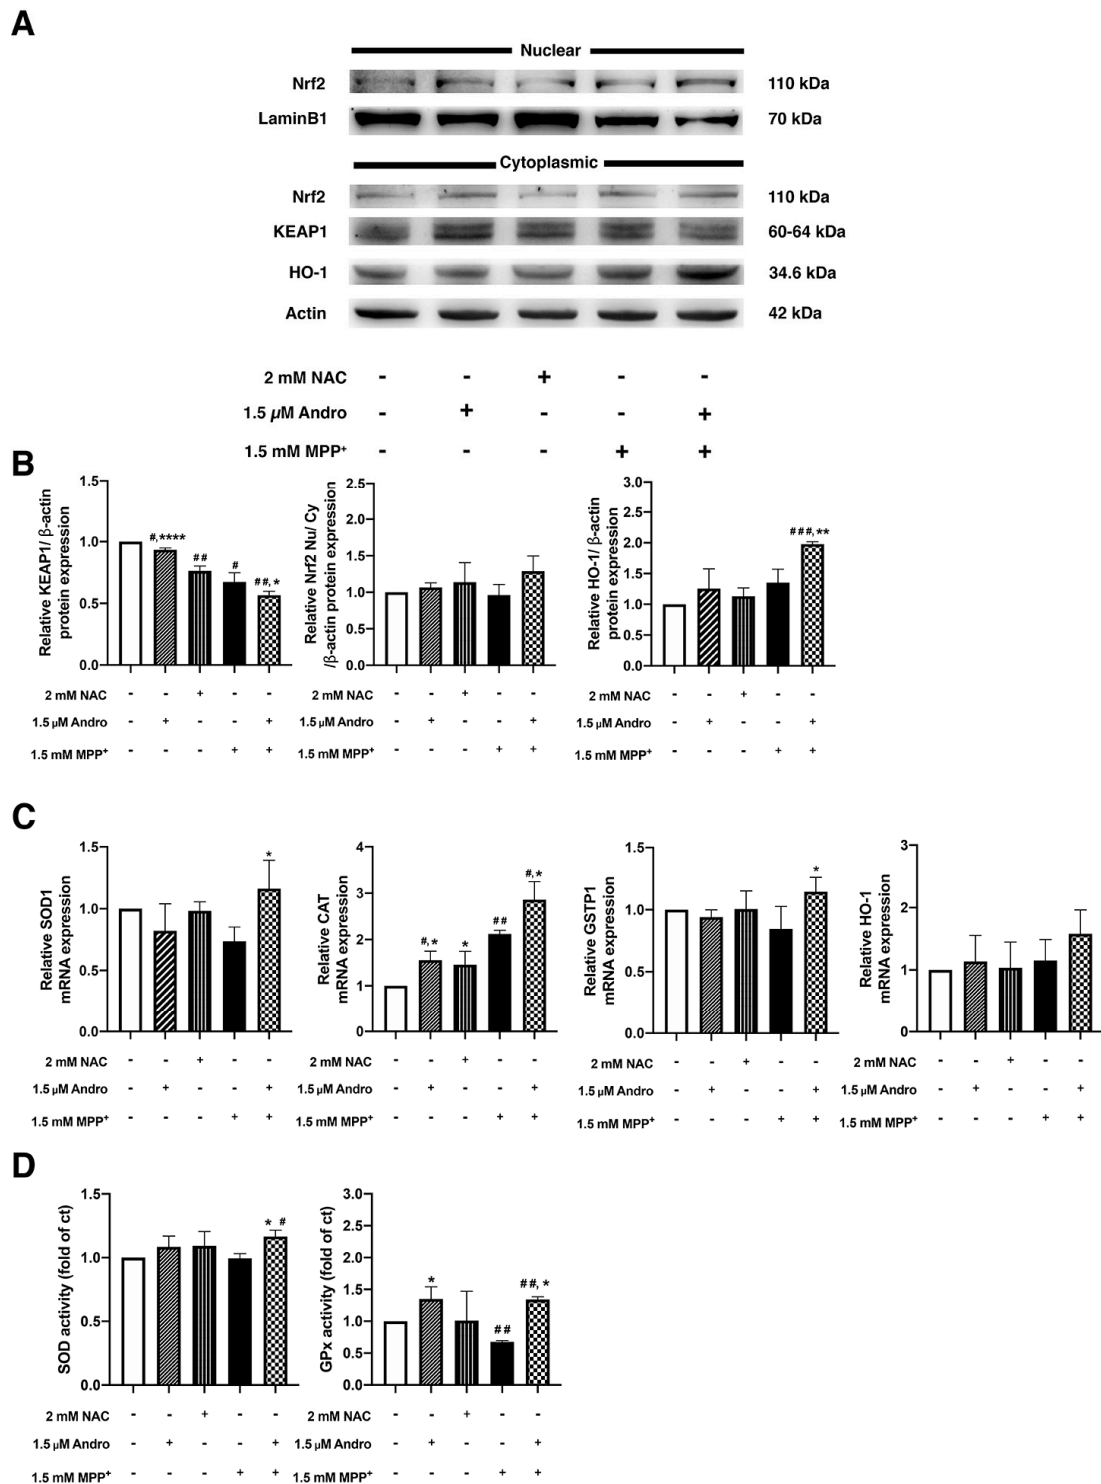 A
Nuclear
Nrf2 110 kDa
LaminB1 70 kDa
Cytoplasmic
Nrf2 110 kDa
KEAP1 60-64 kDa
HO-1 34.6 kDa
Actin 42 kDa
2 mM NAC - - + - -
1.5 µM Andro - + - - +
1.5 mM MPP+ - - - + +
B
Relative KEAP1/ β-actin
protein expression
1.5
1.0
0.5
0.0
#,****
##
#
##,*
2 mM NAC - - + - -
1.5 µM Andro - + - - +
1.5 mM MPP+ - - - + +
Relative Nrf2 Nu/ Cy
/β-actin protein expression
2.5
2.0
1.5
1.0
0.5
0.0
2 mM NAC - - + - -
1.5 µM Andro - + - - +
1.5 mM MPP+ - - - + +
Relative HO-1/ β-actin
protein expression
3.0
2.5
2.0
1.5
1.0
0.5
0.0
###,**
2 mM NAC - - + - -
1.5 µM Andro - + - - +
1.5 mM MPP+ - - - + +
C
Relative SOD1
mRNA expression
1.5
1.0
0.5
0.0
*
2 mM NAC - - + - -
1.5 µM Andro - + - - +
1.5 mM MPP+ - - - + +
Relative CAT
mRNA expression
4
3
2
1
0
#,*
*
##
#,*
2 mM NAC - - + - -
1.5 µM Andro - + - - +
1.5 mM MPP+ - - - + +
Relative GSTP1
mRNA expression
1.5
1.0
0.5
0.0
*
2 mM NAC - - + - -
1.5 µM Andro - + - - +
1.5 mM MPP+ - - - + +
Relative HO-1
mRNA expression
3
2
1
0
2 mM NAC - - + - -
1.5 µM Andro - + - - +
1.5 mM MPP+ - - - + +
D
SOD activity (fold of ct)
1.5
1.0
0.5
0.0
* #
2 mM NAC - - + - -
1.5 µM Andro - + - - +
1.5 mM MPP+ - - - + +
GPx activity (fold of ct)
3.0
2.5
2.0
1.5
1.0
0.5
0.0
*
##
##,*
2 mM NAC - - + - -
1.5 µM Andro - + - - +
1.5 mM MPP+ - - - + +